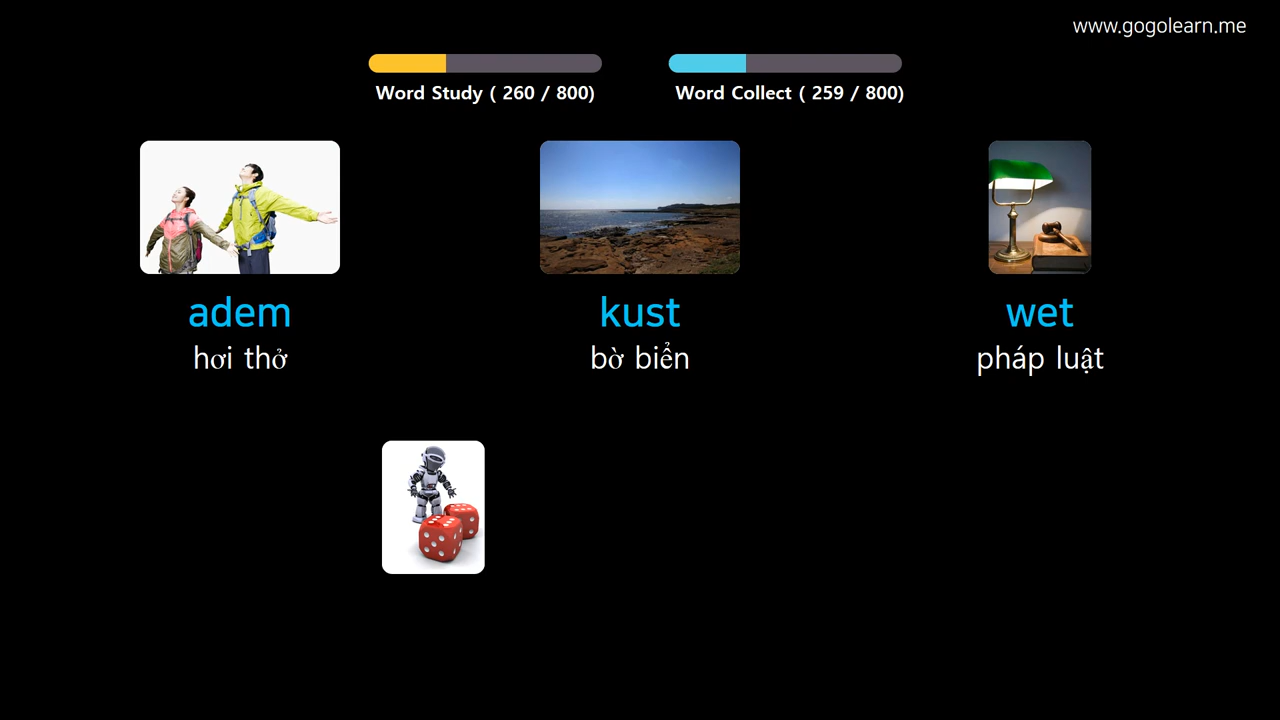 www.gogolearn.me
Word Study ( 260 / 800)
Word Collect ( 259 / 800)
adem
kust
wet
hơi thở
bờ biển
pháp luật